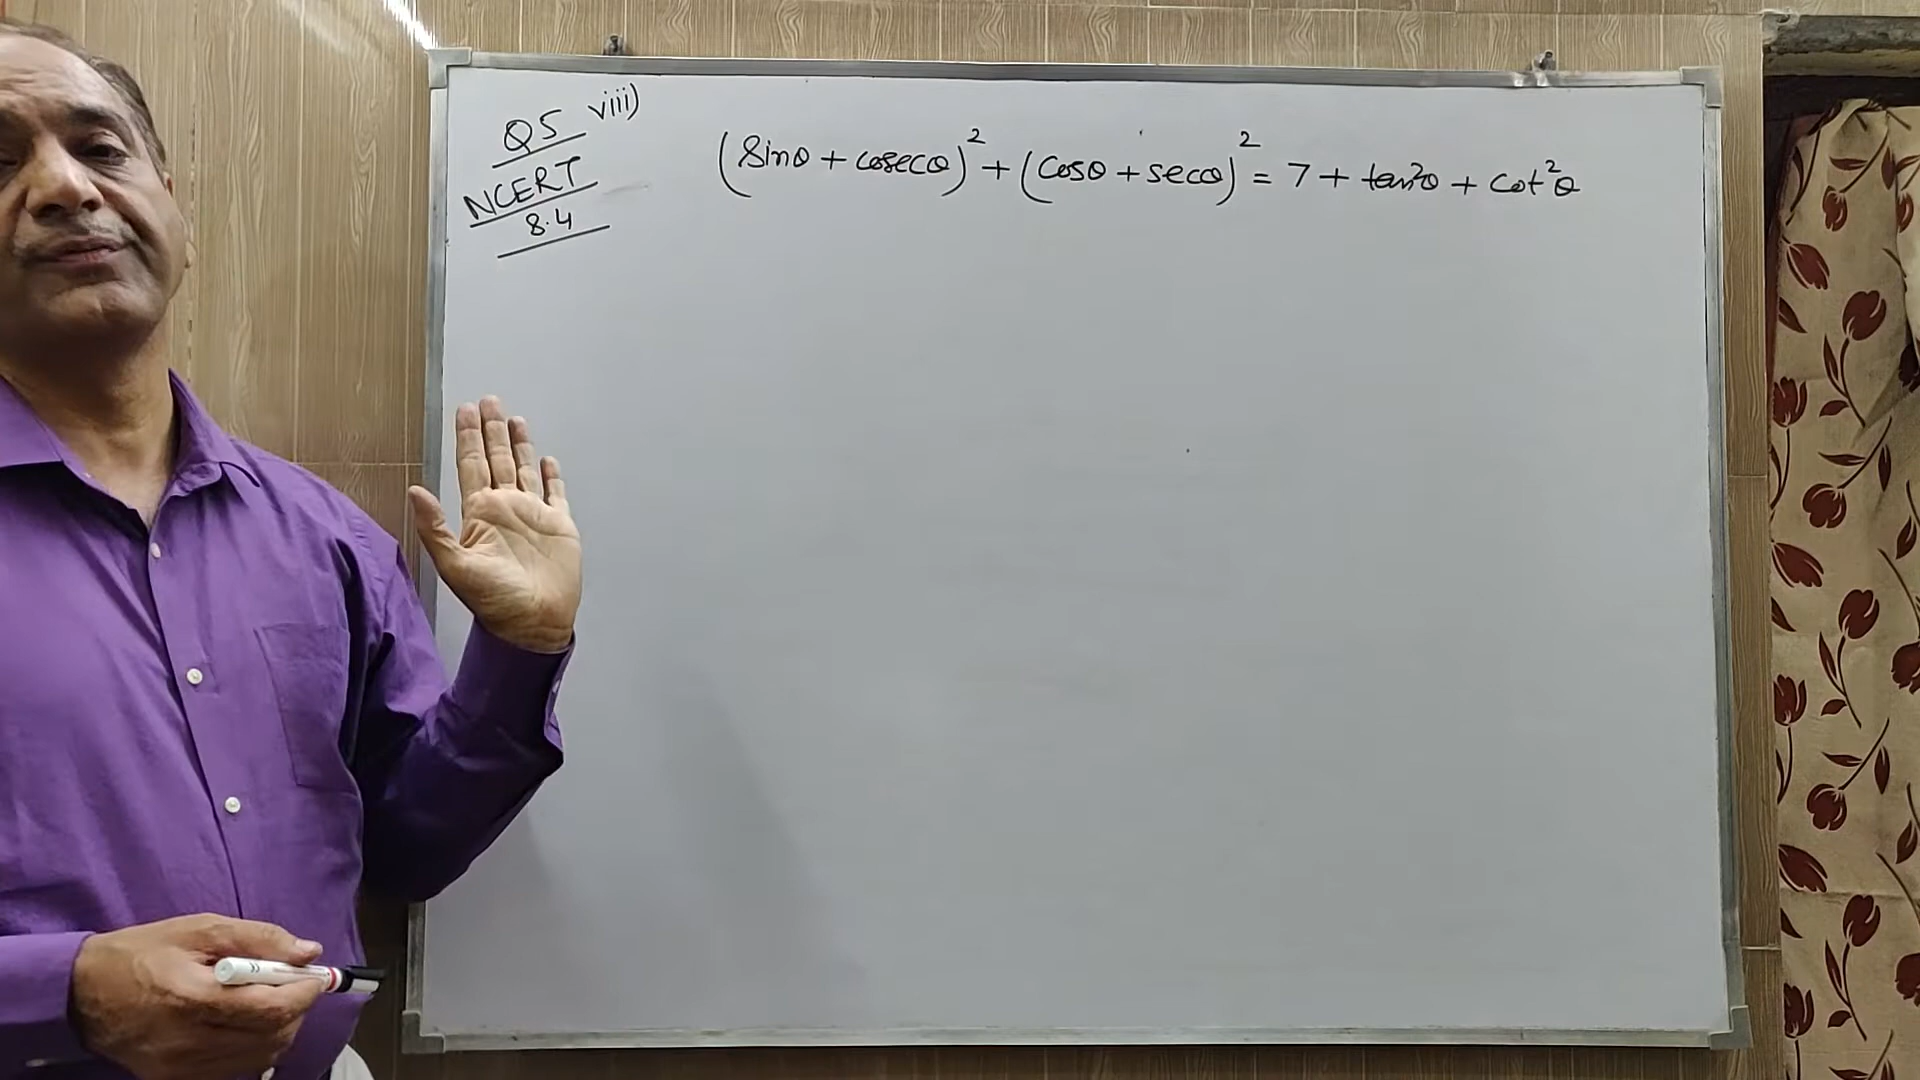 Q5 viii)
NCERT
8.4
(Sinθ + cosecθ)² + (cosθ + secθ)² = 7 + tan²θ + cot²θ